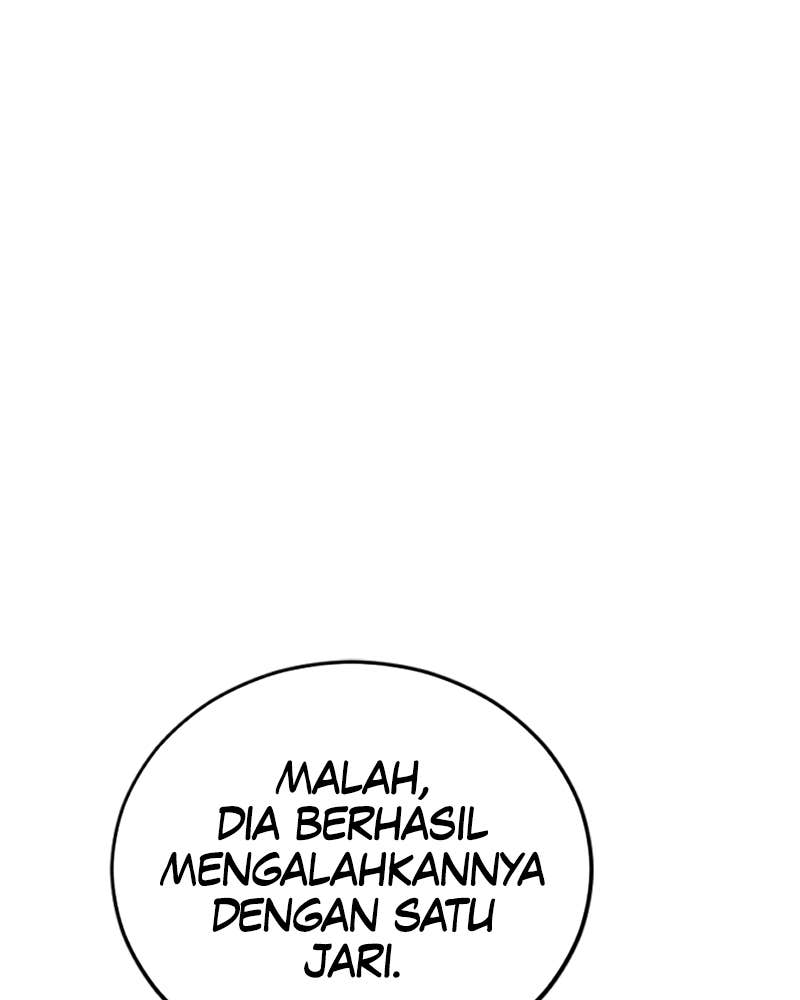 MALAH,
DIA BERHASIL
MENGALAHKANNYA
DENGAN SATU
JARI.